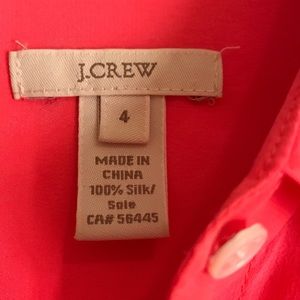 J.CREW
4
MADE IN
CHINA
100% Silk/
Soie
CA# 56445